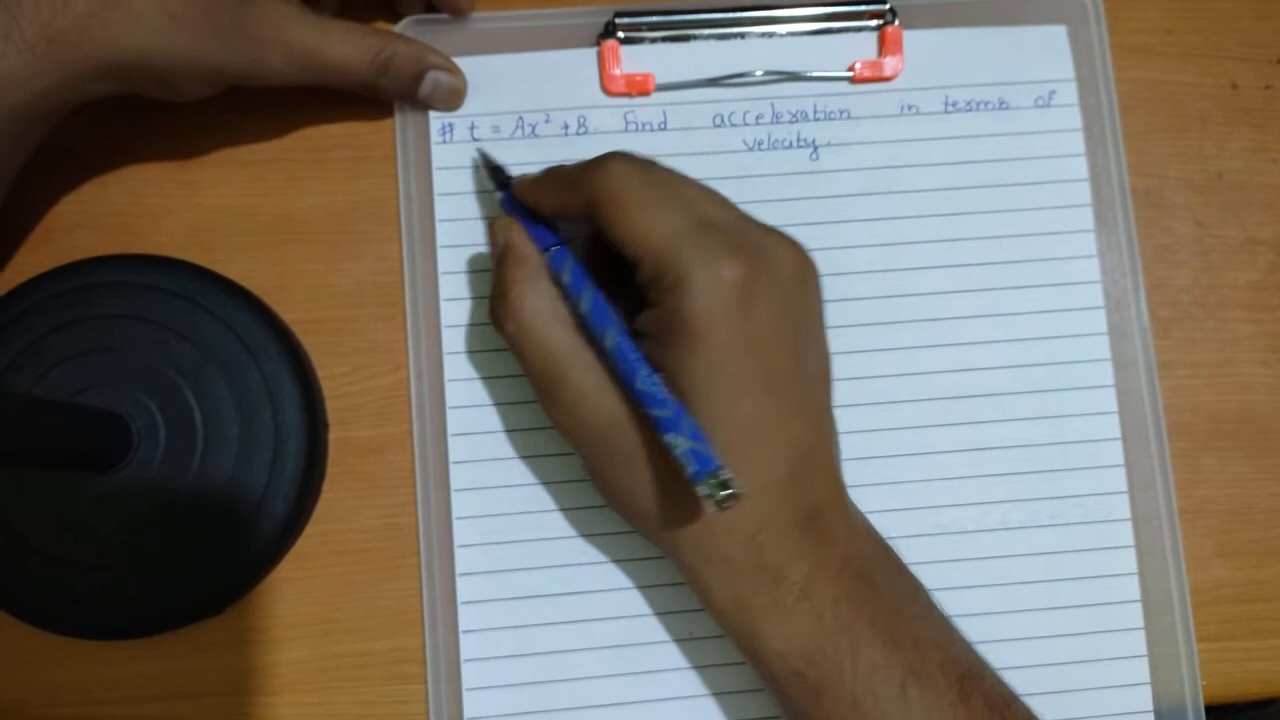 # t = Ax² + B. Find acceleration in terms of
velocity.